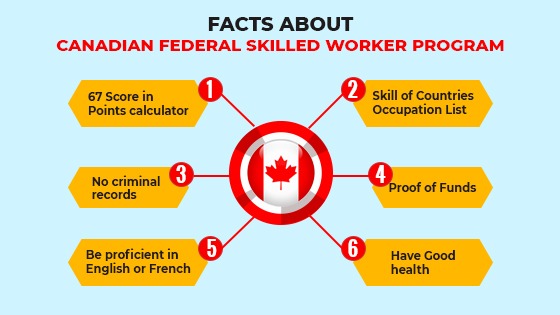 FACTS ABOUT
CANADIAN FEDERAL SKILLED WORKER PROGRAM
1
67 Score in
Points calculator
2
Skill of Countries
Occupation List
3
No criminal
records
4
Proof of Funds
5
Be proficient in
English or French
6
Have Good
health